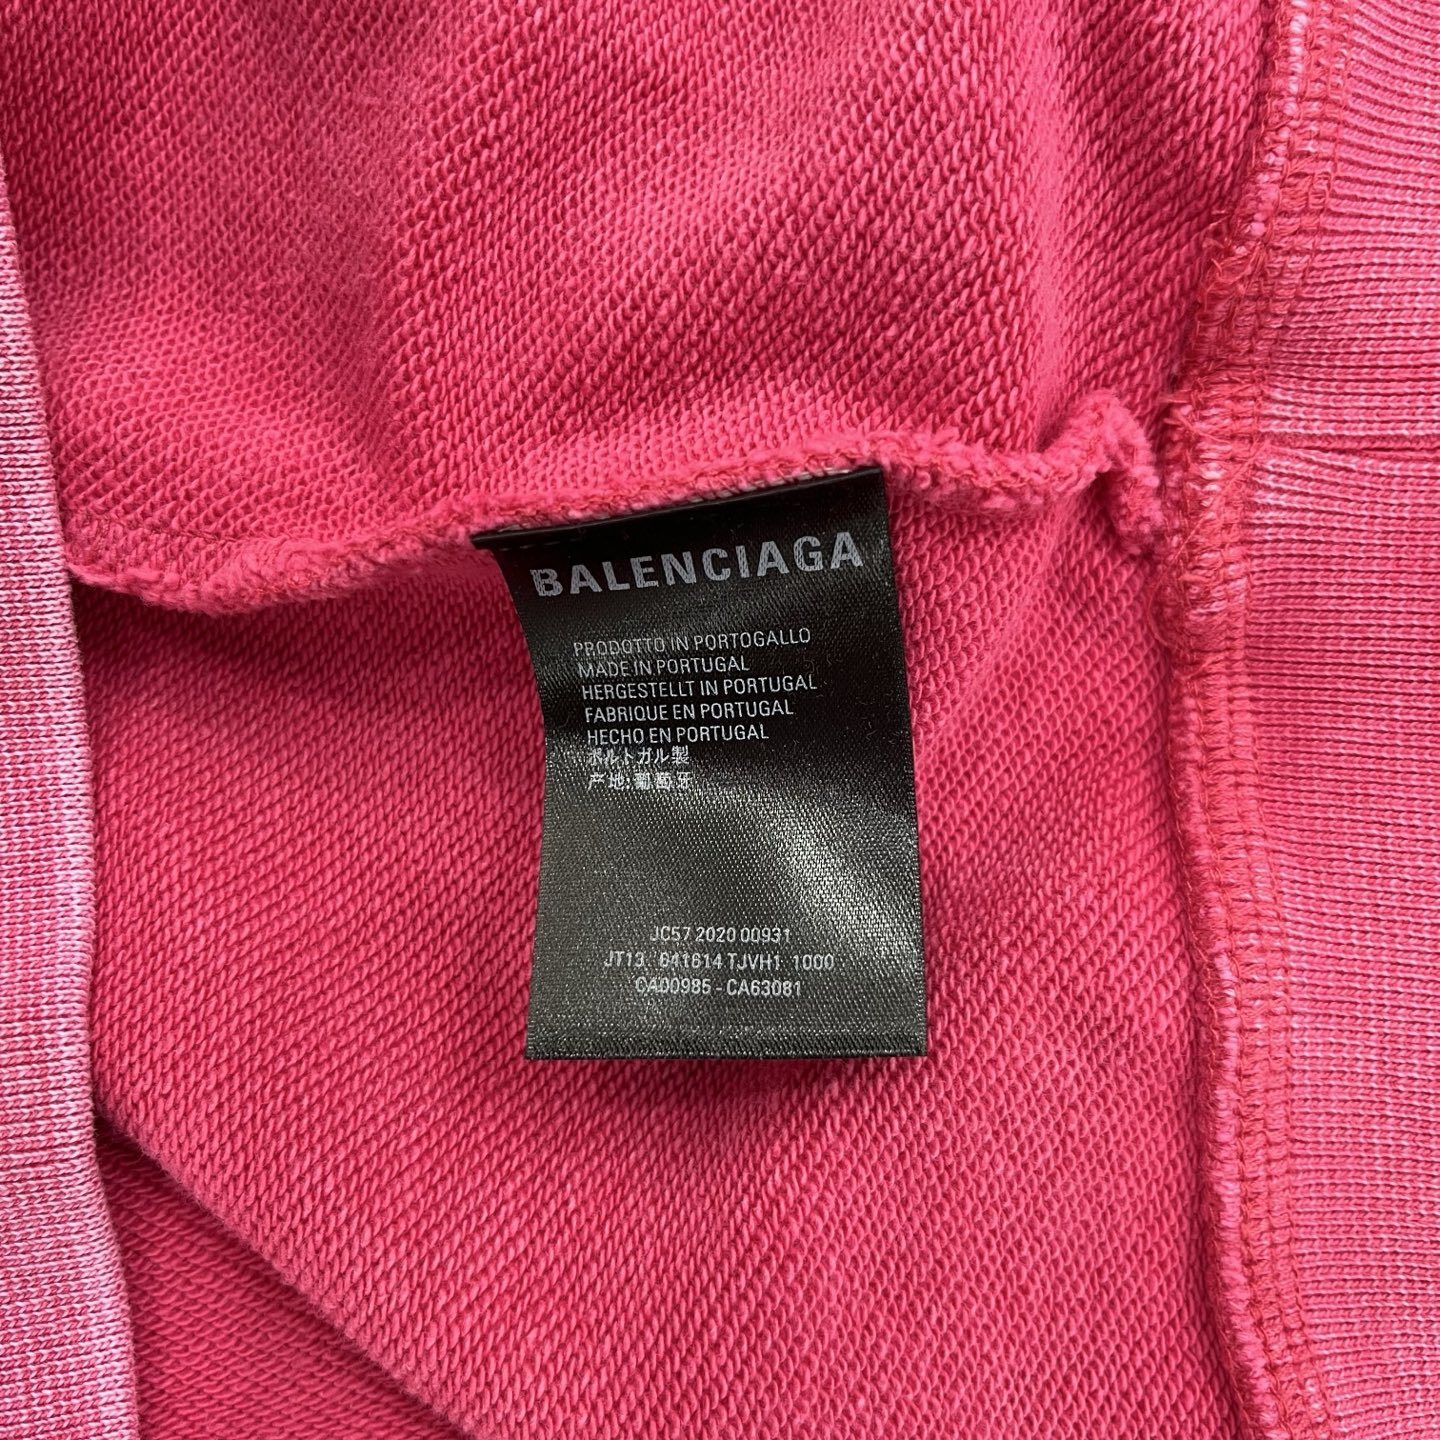 BALENCIAGA
PRODOTTO IN PORTOGALLO
MADE IN PORTUGAL
HERGESTELLT IN PORTUGAL
FABRIQUE EN PORTUGAL
HECHO EN PORTUGAL
ポルトガル製
产地:葡萄牙
JC57 2020 00931
JT13 641614 TJVH1 1000
CA00985 - CA63081